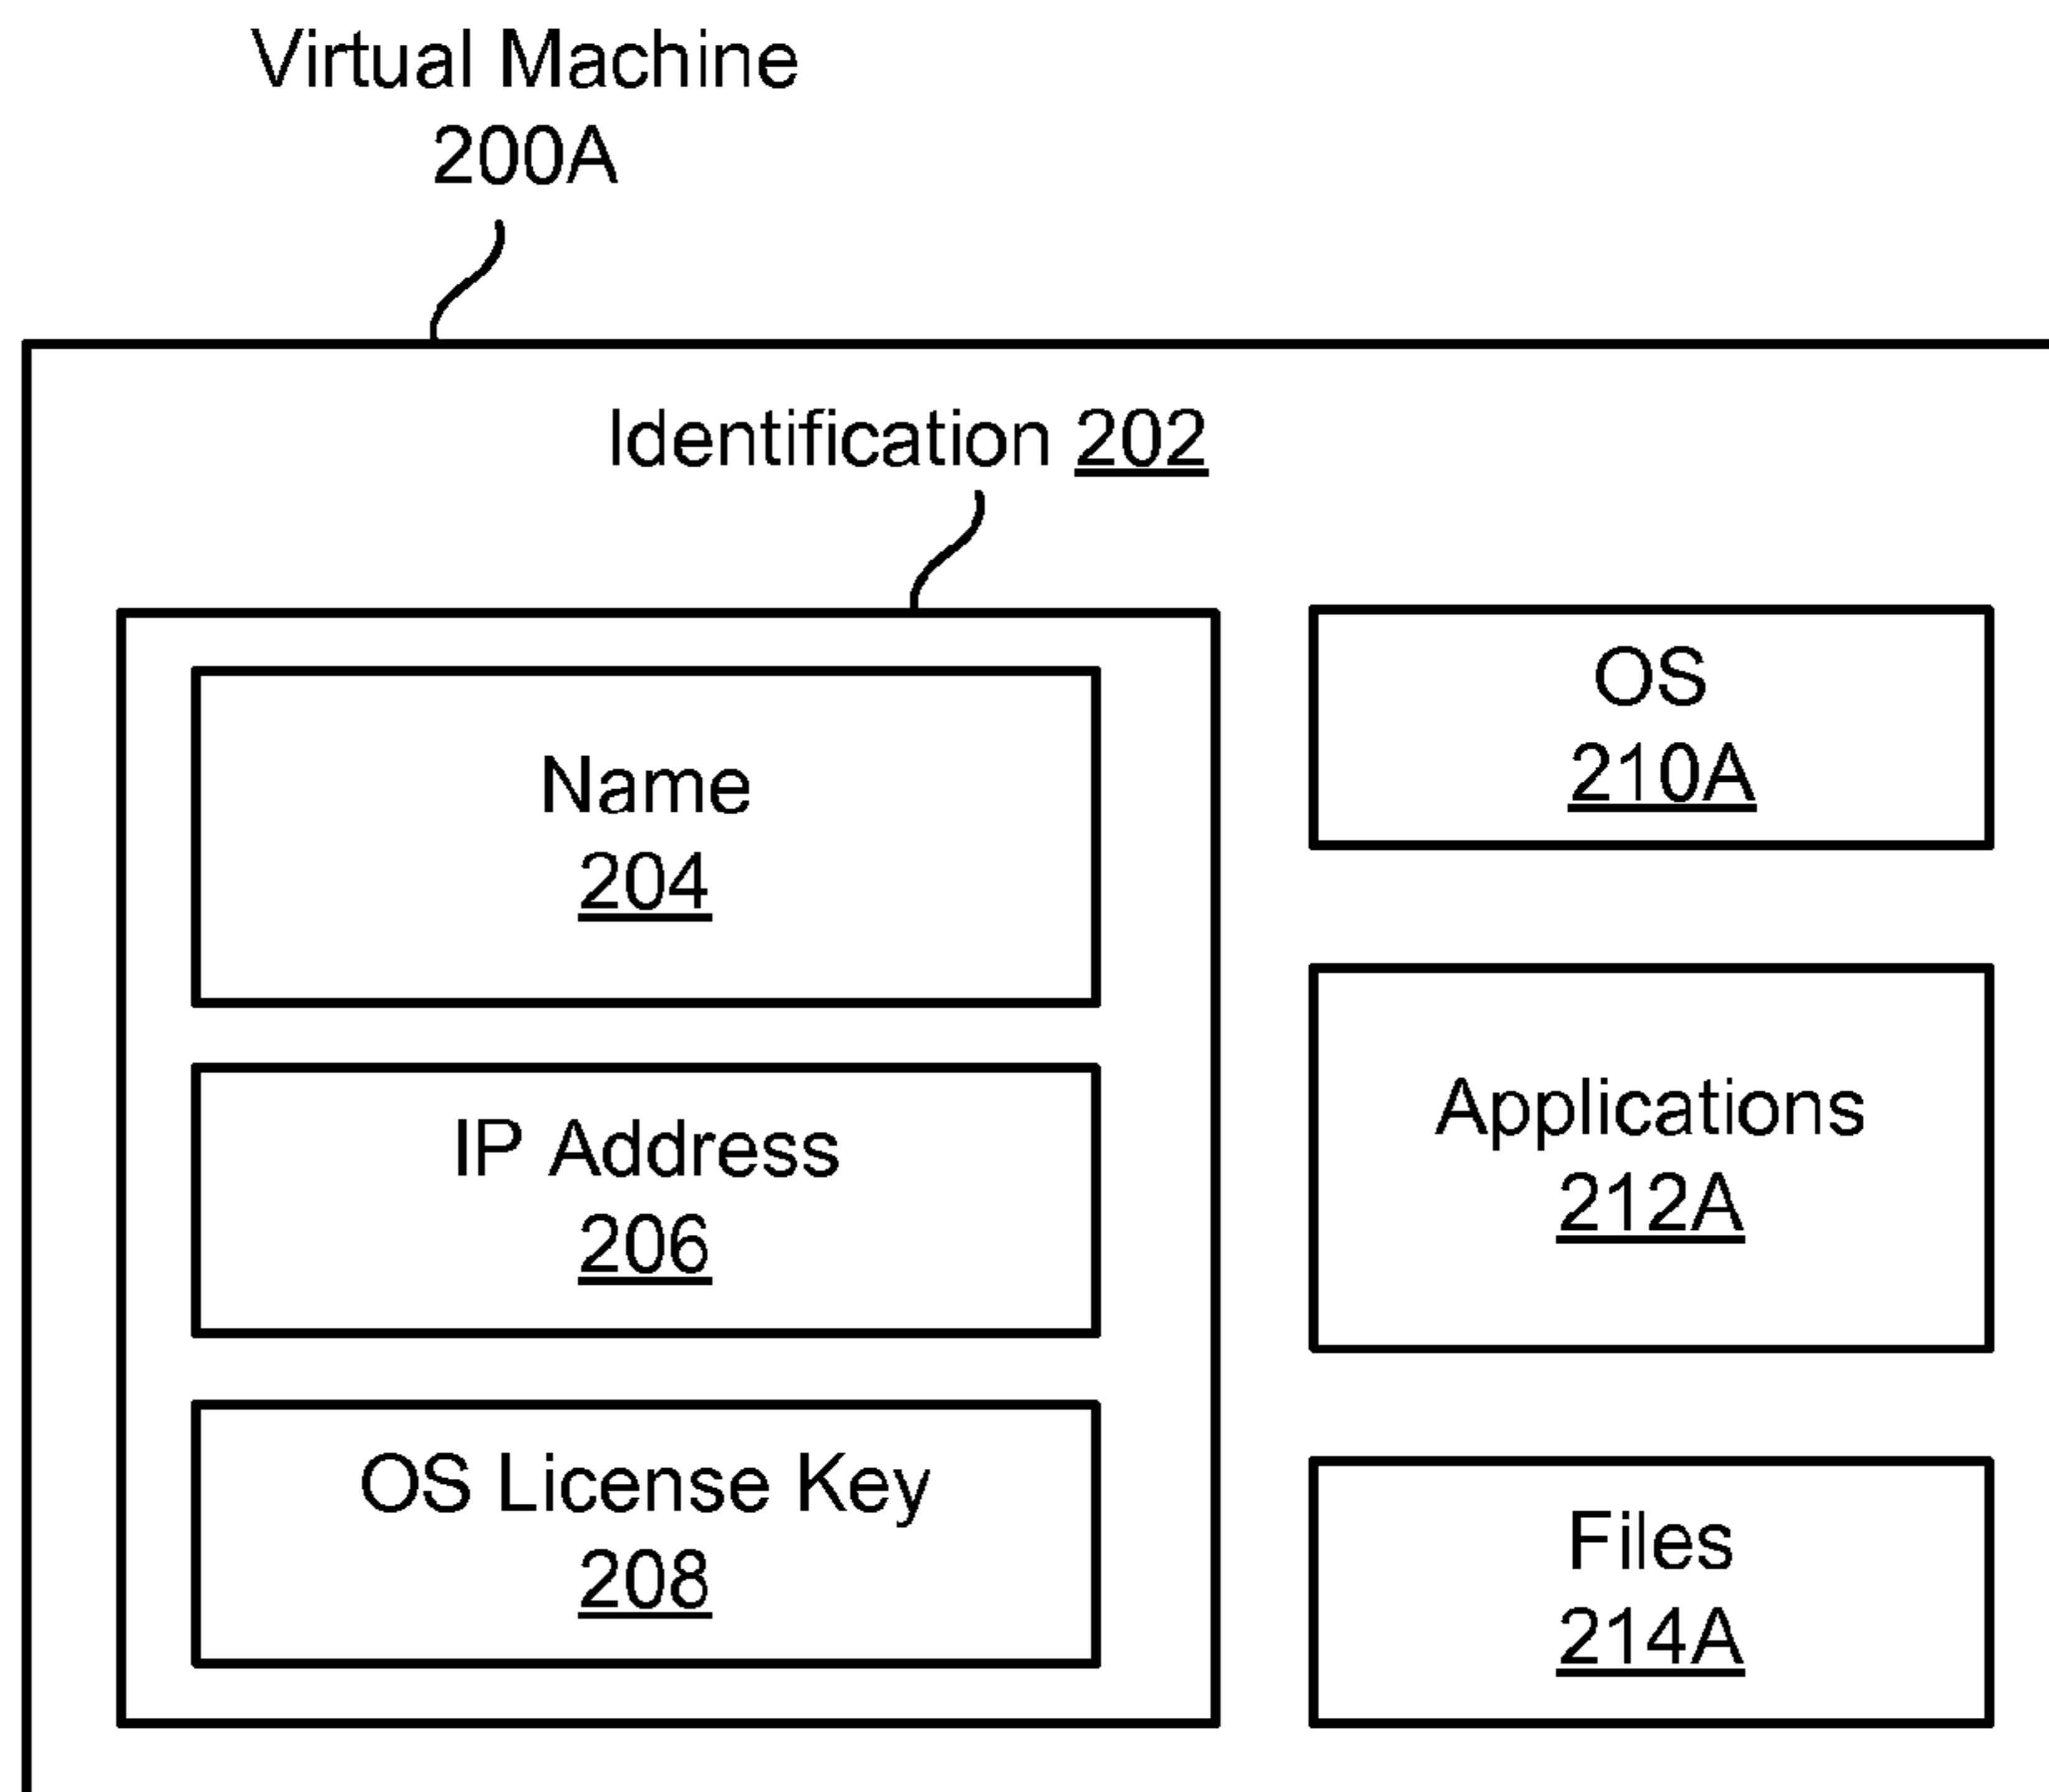 Virtual Machine
200A
Identification 202
Name
204
IP Address
206
OS License Key
208
OS
210A
Applications
212A
Files
214A